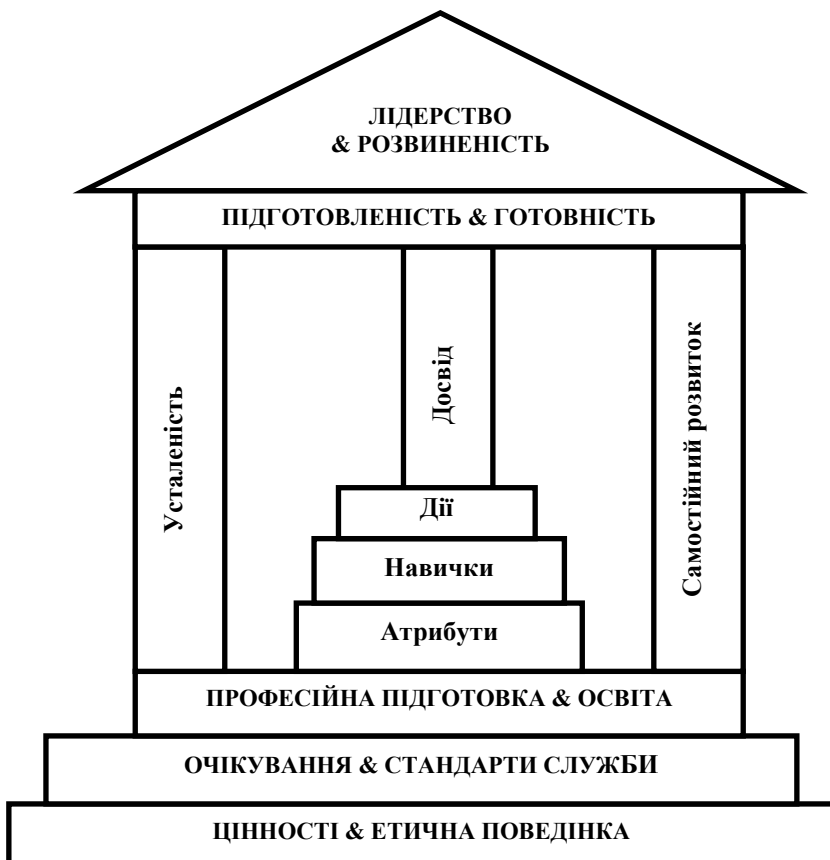 ЛІДЕРСТВО
& РОЗВИНЕНІСТЬ
ПІДГОТОВЛЕНІСТЬ & ГОТОВНІСТЬ
Усталеність
Досвід
Самостійний розвиток
Дії
Навички
Атрибути
ПРОФЕСІЙНА ПІДГОТОВКА & ОСВІТА
ОЧІКУВАННЯ & СТАНДАРТИ СЛУЖБИ
ЦІННОСТІ & ЕТИЧНА ПОВЕДІНКА